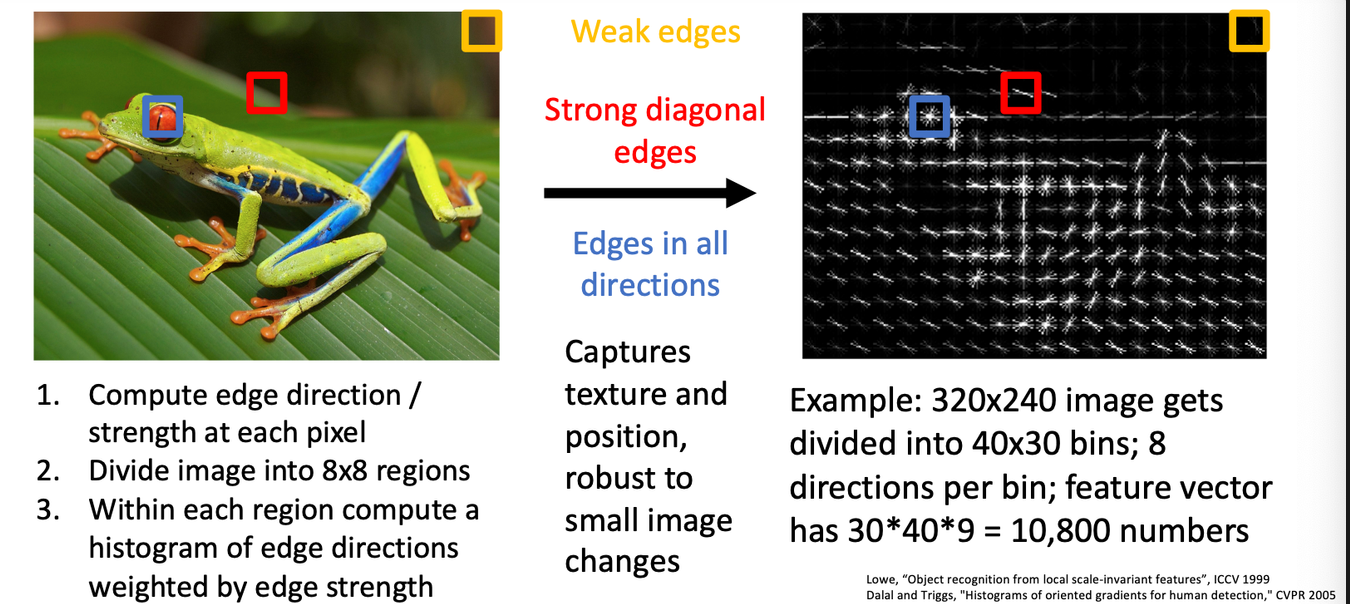 Weak edges
Strong diagonal
edges
Edges in all
directions
Captures
texture and
position,
robust to
small image
changes
1. Compute edge direction /
strength at each pixel
2. Divide image into 8x8 regions
3. Within each region compute a
histogram of edge directions
weighted by edge strength
Example: 320x240 image gets
divided into 40x30 bins; 8
directions per bin; feature vector
has 30*40*9 = 10,800 numbers
Lowe, “Object recognition from local scale-invariant features”, ICCV 1999
Dalal and Triggs, "Histograms of oriented gradients for human detection," CVPR 2005